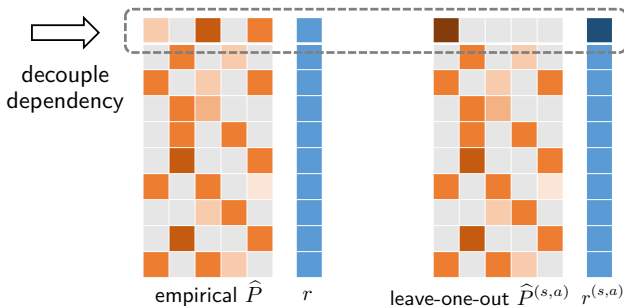 decouple
dependency
empirical $\widehat{P}$ $r$
leave-one-out $\widehat{P}^{(s,a)}$ $r^{(s,a)}$